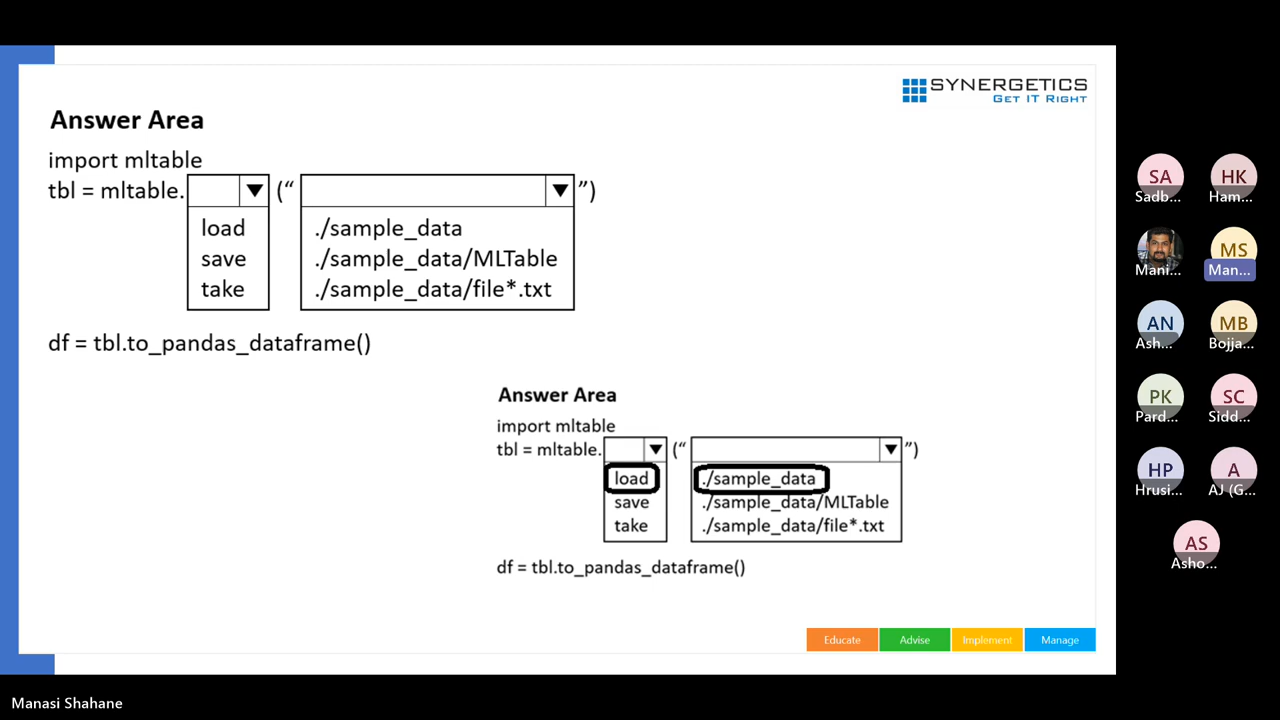 SYNERGETICS
GET IT RIGHT
Answer Area
import mltable
tbl = mltable. (“ ”)
load ./sample_data
save ./sample_data/MLTable
take ./sample_data/file*.txt
df = tbl.to_pandas_dataframe()
Answer Area
import mltable
tbl = mltable. (“ ”)
load ./sample_data
save ./sample_data/MLTable
take ./sample_data/file*.txt
df = tbl.to_pandas_dataframe()
Educate Advise Implement Manage
SA HK
Sadb... Ham...
MS
Mani... Man...
AN MB
Ash... Bojja...
PK SC
Pard... Sidd...
HP A
Hrusi... AJ (G...
AS
Asho...
Manasi Shahane